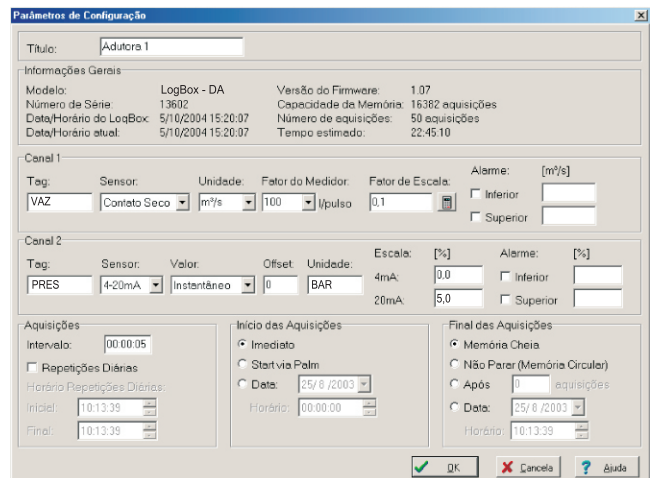 Parâmetros de Configuração
Título: Adutora 1
Informações Gerais
Modelo: LogBox - DA Versão do Firmware: 1.07
Número de Série: 13602 Capacidade da Memória: 16382 aquisições
Data/Horário do LogBox: 5/10/2004 15:20:07 Número de aquisições: 50 aquisições
Data/Horário atual: 5/10/2004 15:20:07 Tempo estimado: 22:45:10
Canal 1
Tag: Sensor: Unidade: Fator do Medidor: Fator de Escala: Alarme: [m³/s]
VAZ Contato Seco m³/s 100 l/pulso 0,1 Inferior
Superior
Canal 2
Tag: Sensor: Valor: Offset: Unidade: Escala: [%] Alarme: [%]
PRES 4-20mA Instantâneo 0 BAR 4mA: 0,0 Inferior
20mA: 5,0 Superior
Aquisições
Intervalo: 00:00:05
Repetições Diárias
Horário Repetições Diárias:
Inicial: 10:13:39
Final: 10:13:39
Início das Aquisições
Imediato
Start via Palm
Data: 25/ 8 /2003
Horário: 00:00:00
Final das Aquisições
Memória Cheia
Não Parar (Memória Circular)
Após 0 aquisições
Data: 25/ 8 /2003
Horário: 10:13:39
OK Cancela Ajuda